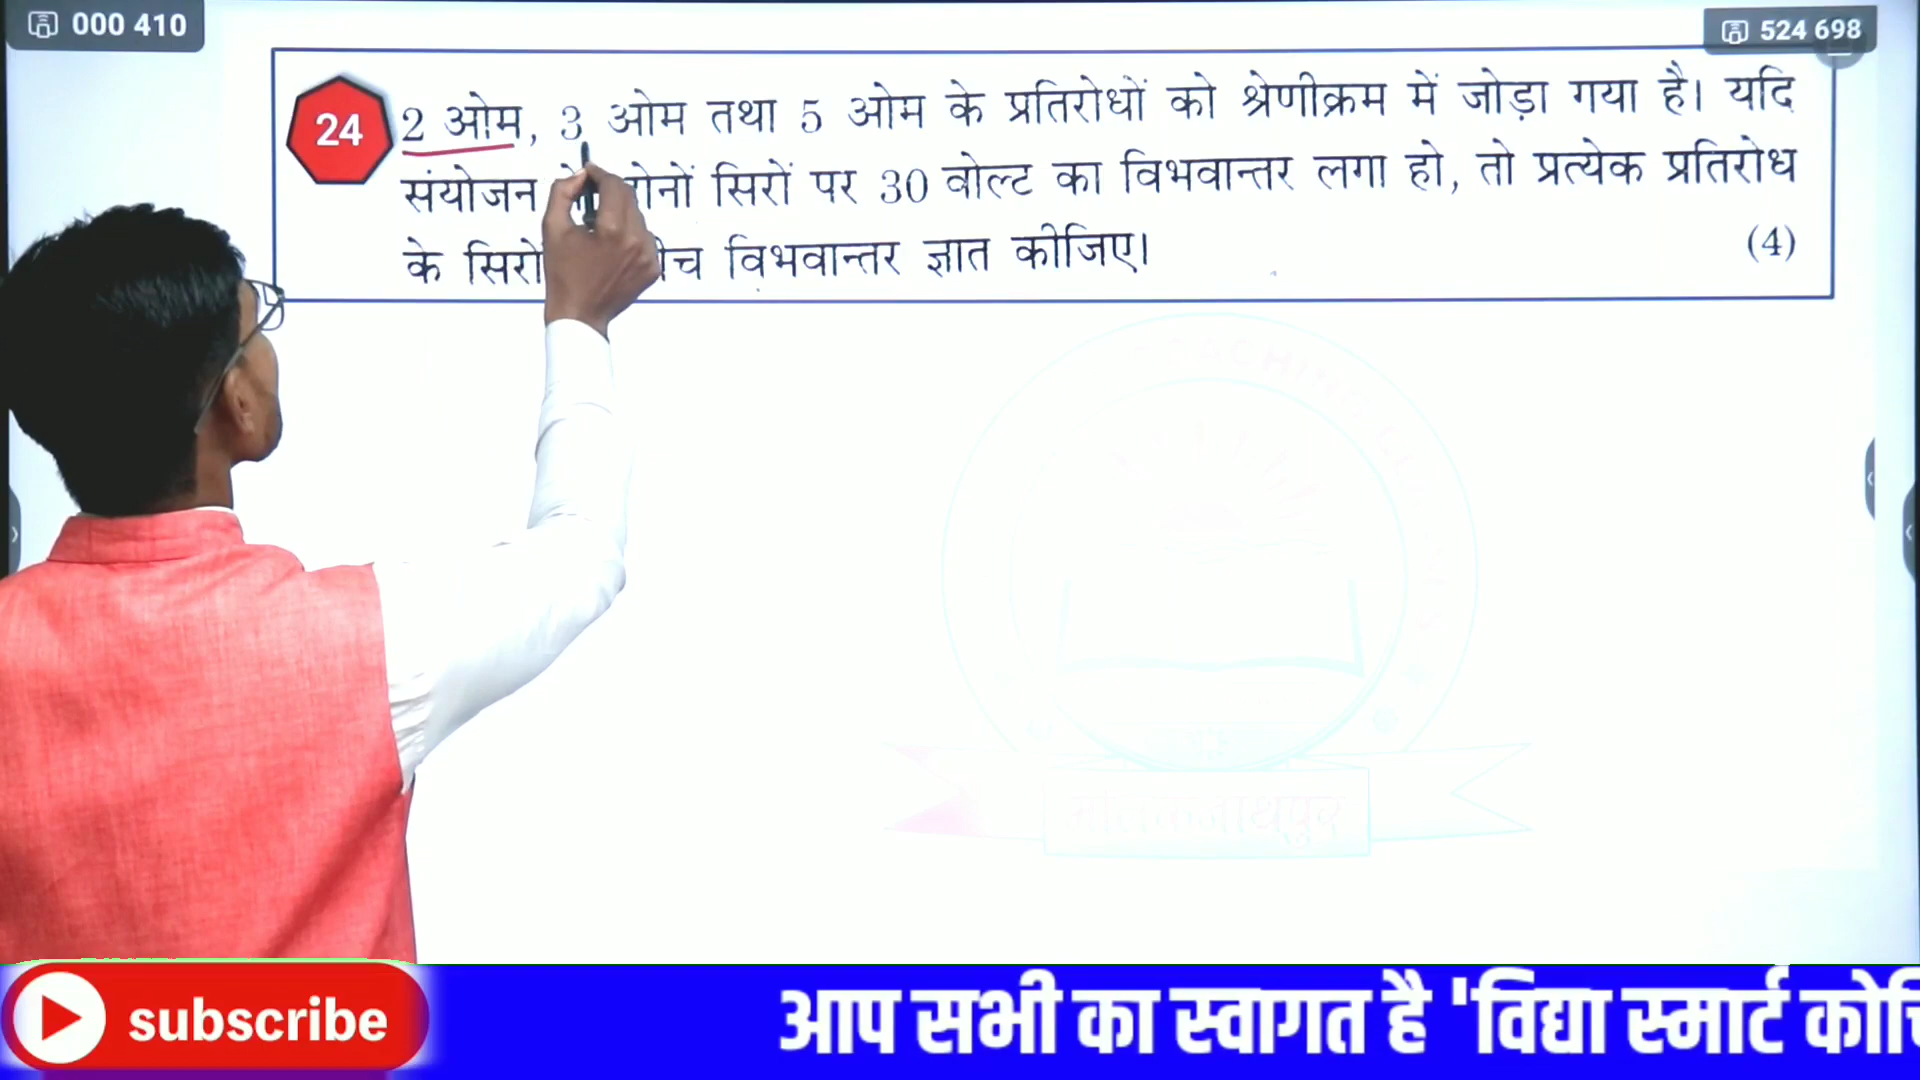 000 410
524 698
24
2 ओम, 3 ओम तथा 5 ओम के प्रतिरोधों को श्रेणीक्रम में जोड़ा गया है। यदि
संयोजन सिरों पर 30 वोल्ट का विभवान्तर लगा हो, तो प्रत्येक प्रतिरोध
के विभवान्तर ज्ञात कीजिए।
(4)
subscribe
आप सभी का स्वागत है 'विद्या स्मार्ट